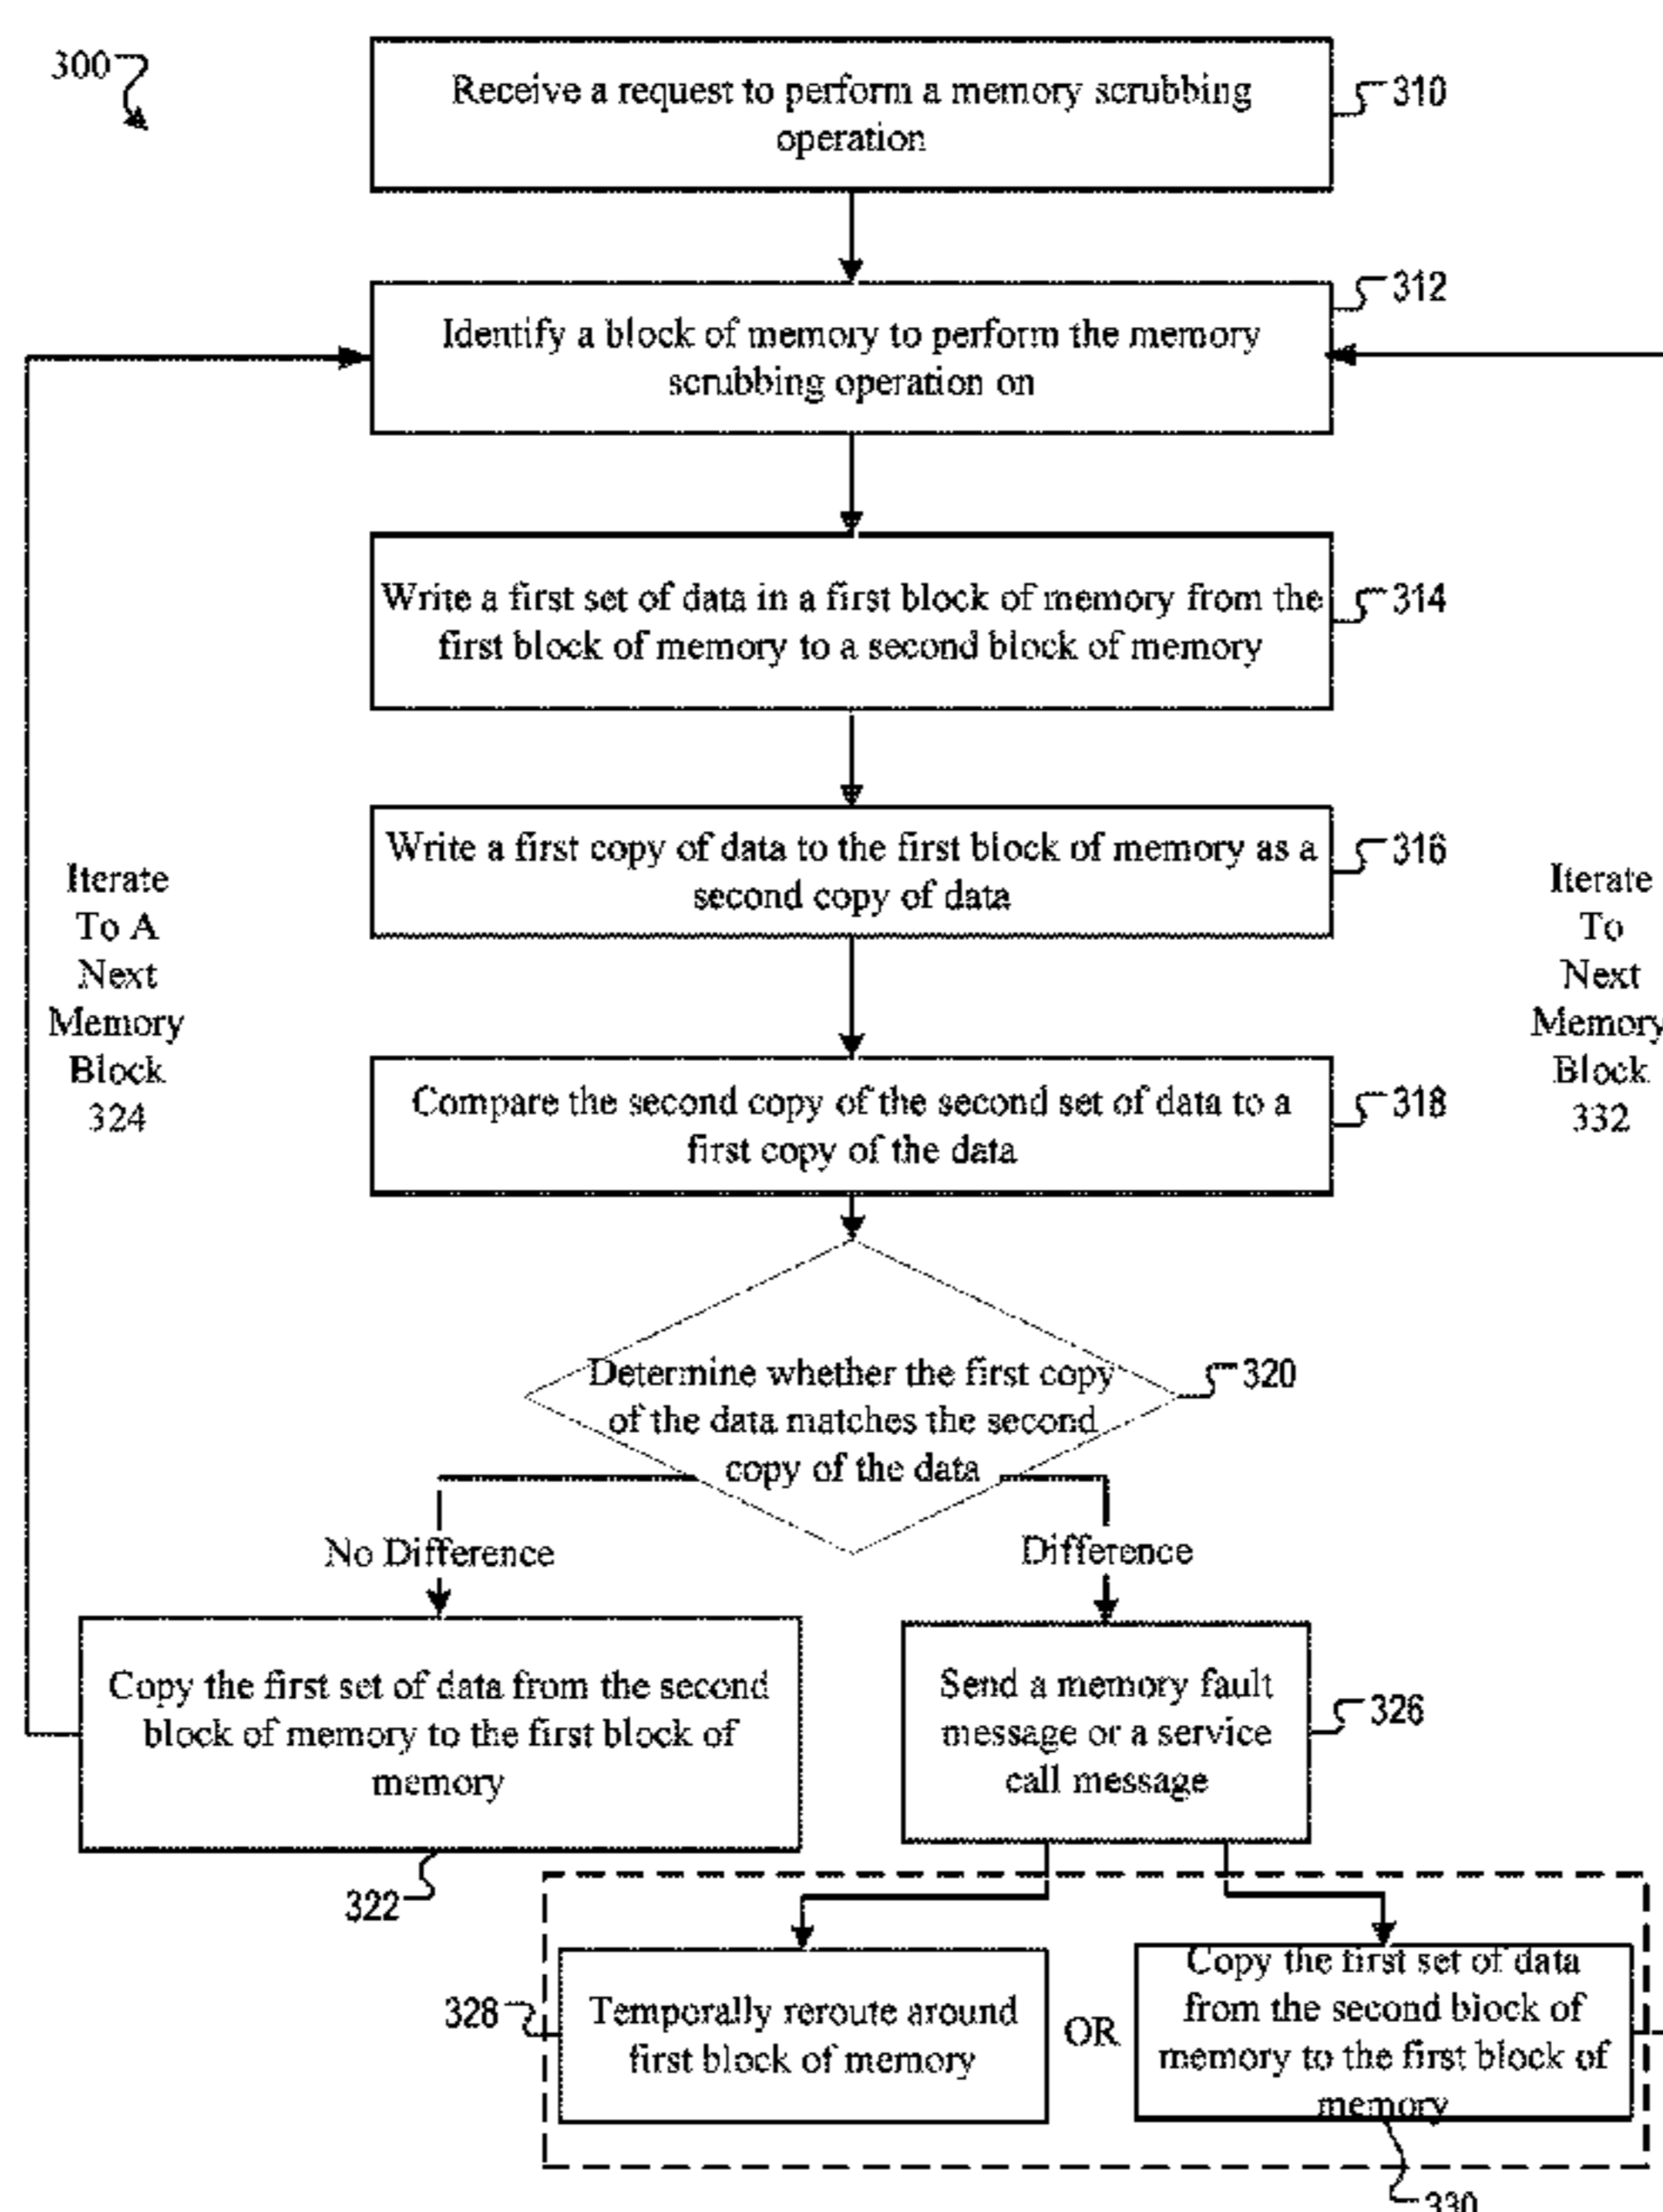 300
Receive a request to perform a memory scrubbing
operation
310
Identify a block of memory to perform the memory
scrubbing operation on
312
Write a first set of data in a first block of memory from the
first block of memory to a second block of memory
314
Write a first copy of data to the first block of memory as a
second copy of data
316
Iterate
To A
Next
Memory
Block
324
Iterate
To
Next
Memory
Block
332
Compare the second copy of the second set of data to a
first copy of the data
318
Determine whether the first copy
of the data matches the second
copy of the data
320
No Difference
Difference
Copy the first set of data from the second
block of memory to the first block of
memory
322
Send a memory fault
message or a service
call message
326
328
Temporally reroute around
first block of memory
OR
Copy the first set of data
from the second block of
memory to the first block of
memory
330